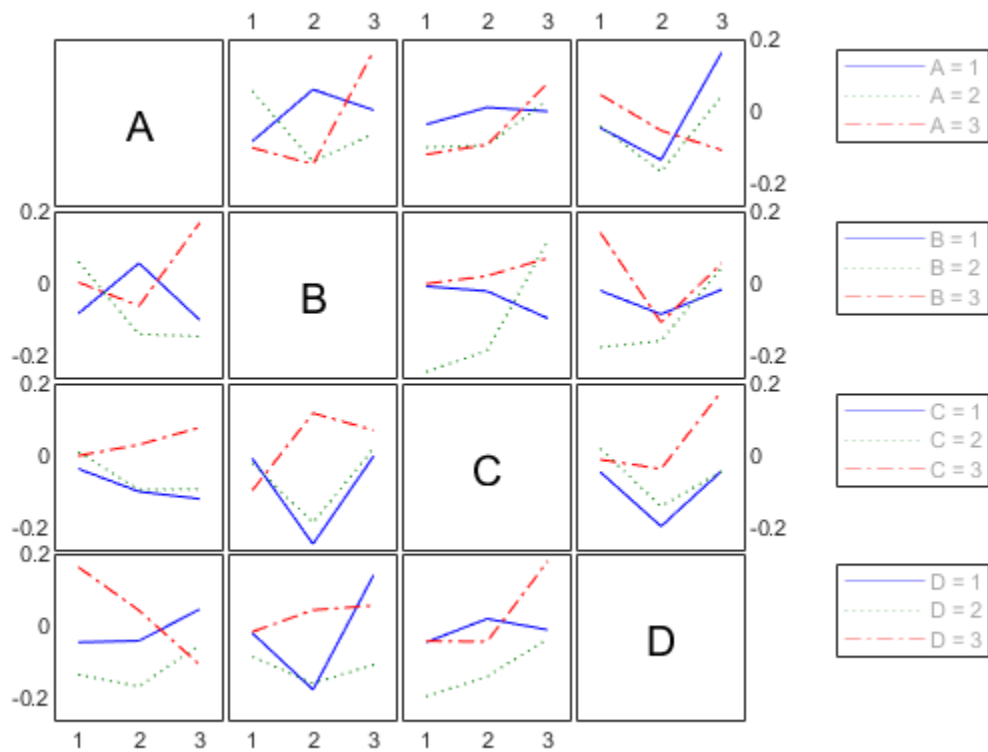 1 2 3 1 2 3 1 2 3
A
0.2
0
-0.2
A = 1
A = 2
A = 3
0.2
0
-0.2
B
0.2
0
-0.2
B = 1
B = 2
B = 3
0.2
0
-0.2
C
0.2
0
-0.2
C = 1
C = 2
C = 3
0.2
0
-0.2
D
D = 1
D = 2
D = 3
1 2 3 1 2 3 1 2 3